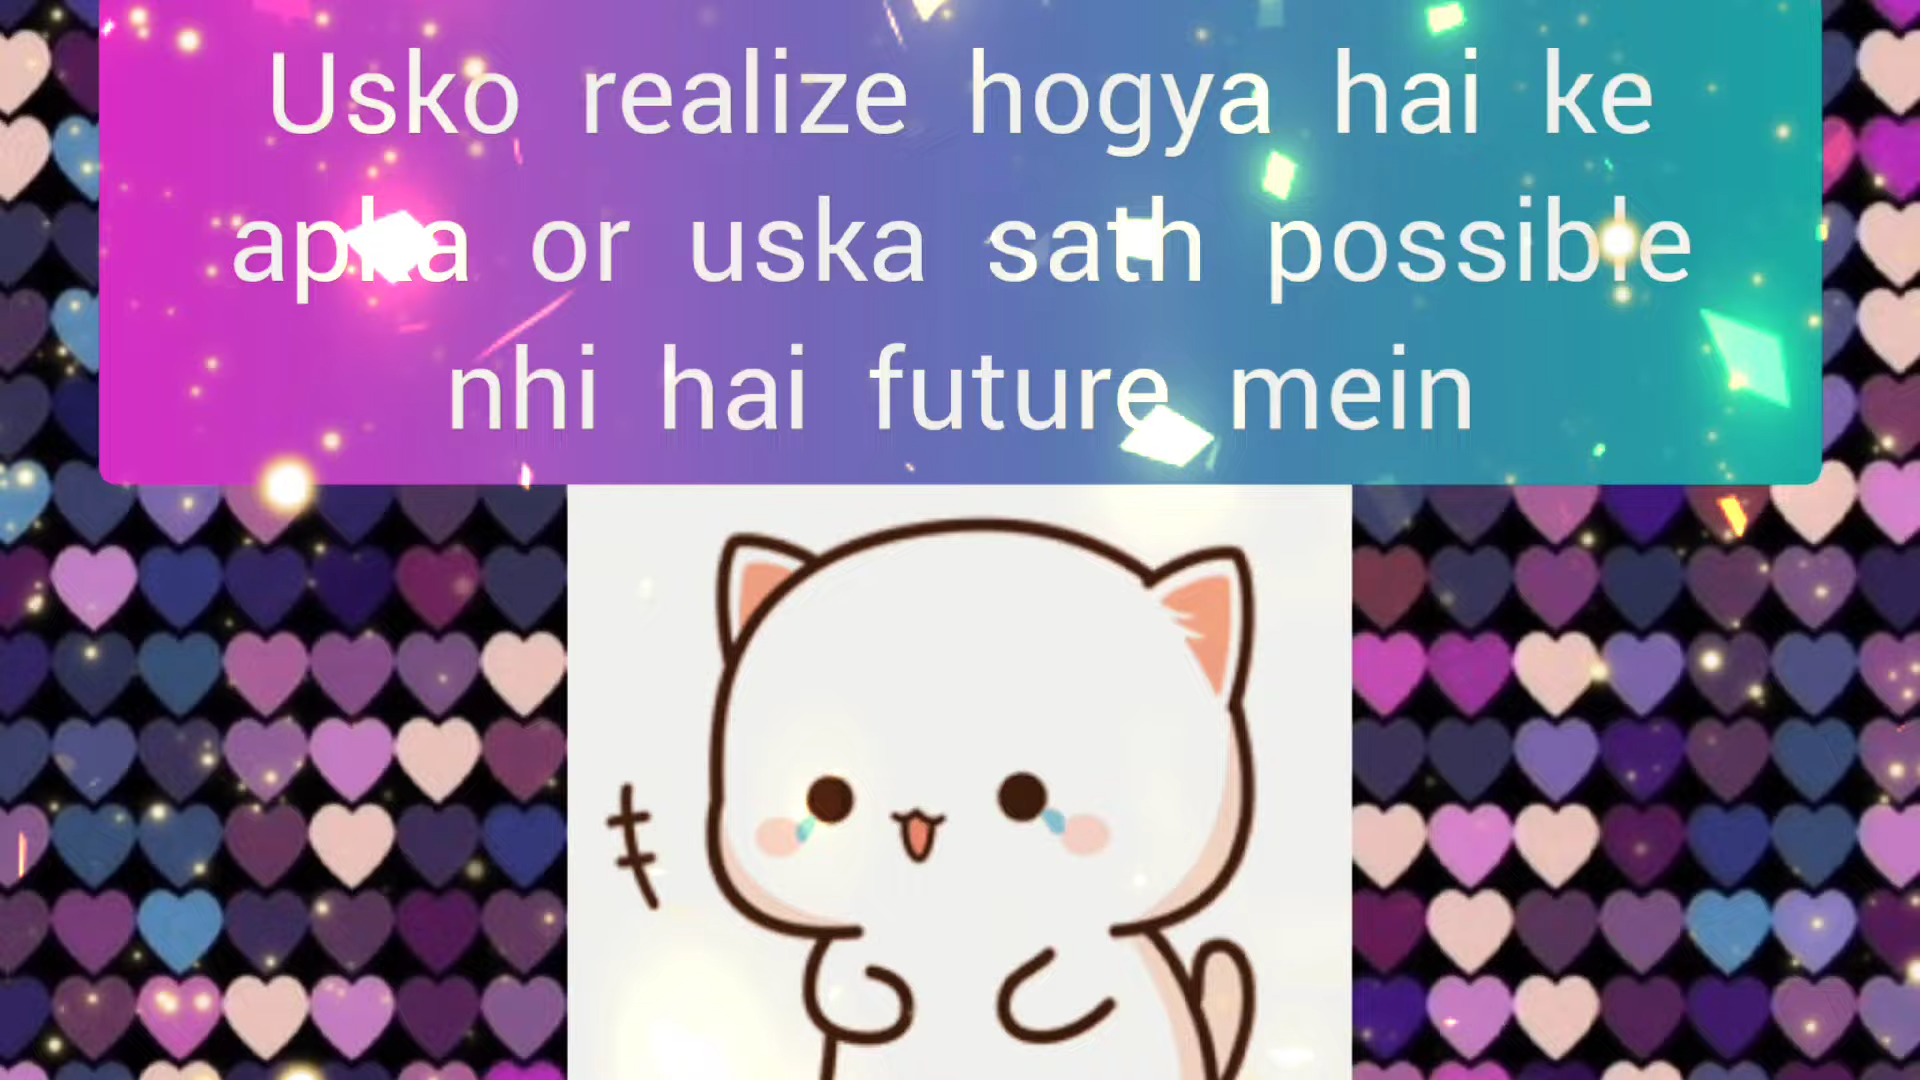 Usko realize hogya hai ke
apka or uska sath possible
nhi hai future mein